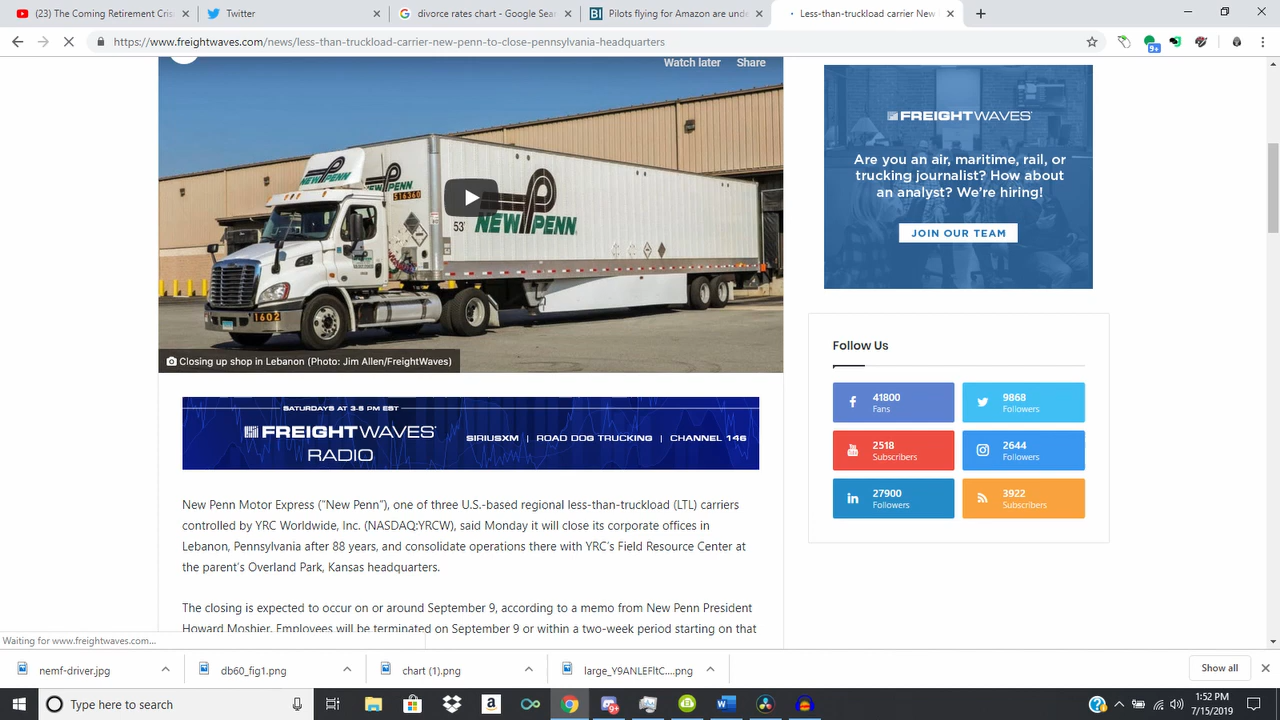 (23) The Coming Retirement Cris
Twitter
divorce rates chart - Google Sear
Pilots flying for Amazon are unde
Less-than-truckload carrier New
https://www.freightwaves.com/news/less-than-truckload-carrier-new-penn-to-close-pennsylvania-headquarters
9+
Watch later Share
NEW PENN
NEW PENN
516360
53'
NEW PENN
1602
Closing up shop in Lebanon (Photo: Jim Allen/FreightWaves)
SATURDAYS AT 3-5 PM EST
FREIGHTWAVES
RADIO
SIRIUSXM | ROAD DOG TRUCKING | CHANNEL 146
New Penn Motor Express ("New Penn"), one of three U.S.-based regional less-than-truckload (LTL) carriers
controlled by YRC Worldwide, Inc. (NASDAQ:YRCW), said Monday it will close its corporate offices in
Lebanon, Pennsylvania after 88 years, and consolidate operations there with YRC's Field Resource Center at
the parent's Overland Park, Kansas headquarters.
The closing is expected to occur on or around September 9, according to a memo from New Penn President
Howard Moshier. Employees will be terminated on September 9 or within a two-week period starting on that
FREIGHTWAVES
Are you an air, maritime, rail, or
trucking journalist? How about
an analyst? We're hiring!
JOIN OUR TEAM
Follow Us
41800
Fans
9868
Followers
2518
Subscribers
2644
Followers
27900
Followers
3922
Subscribers
Waiting for www.freightwaves.com...
nemf-driver.jpg
db60_fig1.png
chart (1).png
large_Y9ANLEFltC....png
Show all
Type here to search
1:52 PM
7/15/2019